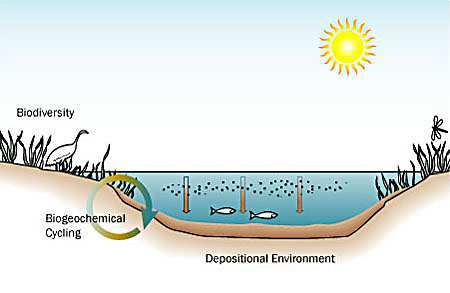 Biodiversity
Biogeochemical
Cycling
Depositional Environment